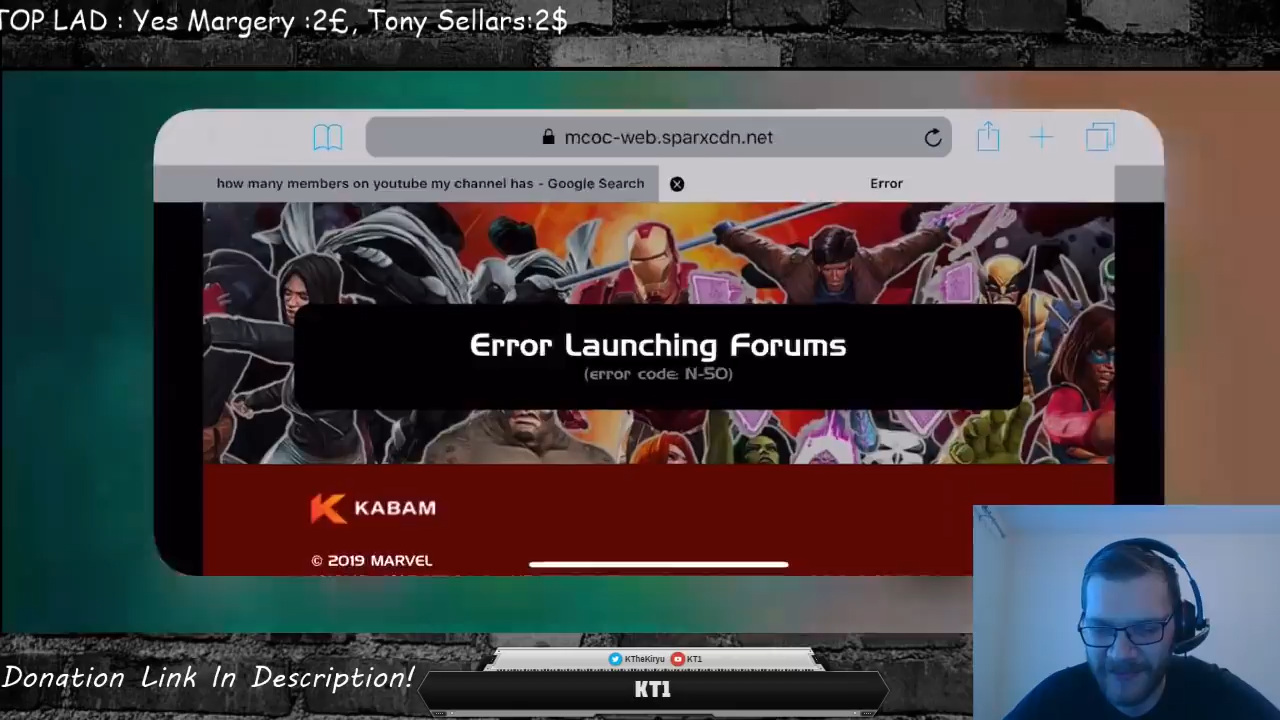 TOP LAD : Yes Margery :2£, Tony Sellars:2$
mcoc-web.sparxcdn.net
how many members on youtube my channel has - Google Search
Error
Error Launching Forums
(error code: N-50)
KABAM
© 2019 MARVEL
Donation Link In Description!
KTheKiryu KT1
KT1